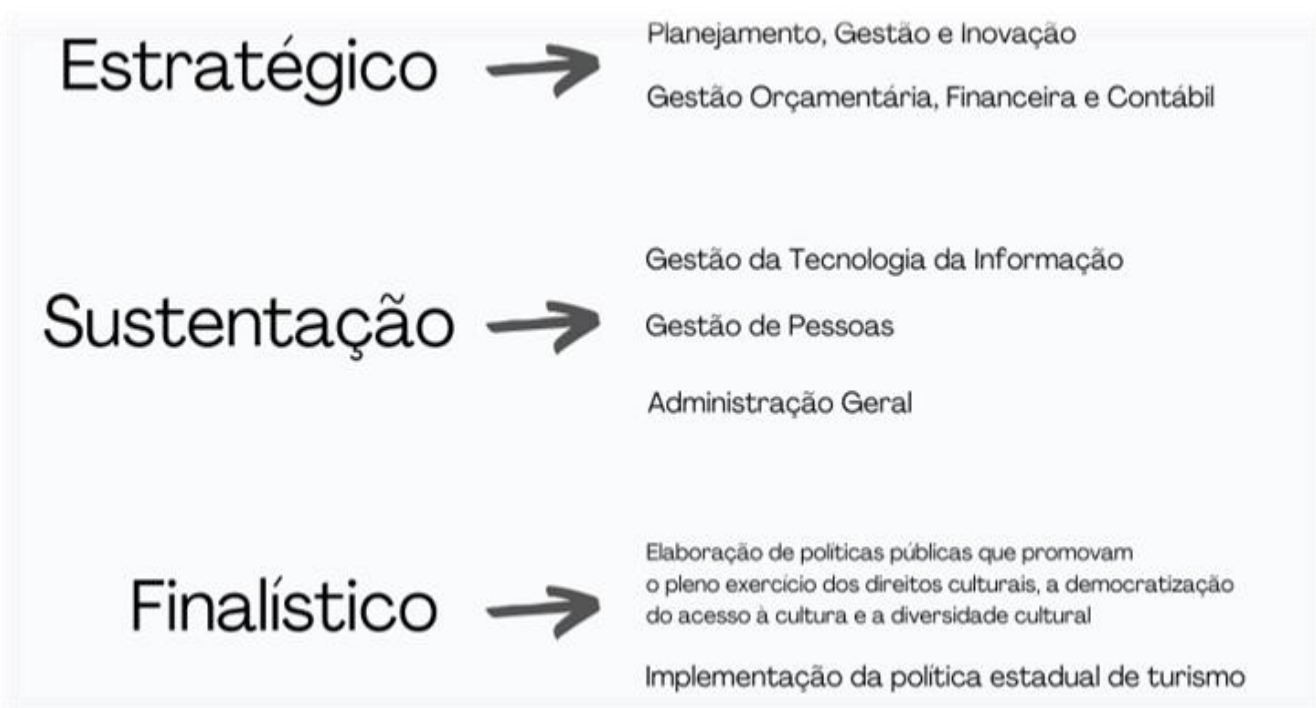 Estratégico
Planejamento, Gestão e Inovação
Gestão Orçamentária, Financeira e Contábil
Sustentação
Gestão da Tecnologia da Informação
Gestão de Pessoas
Administração Geral
Finalístico
Elaboração de políticas públicas que promovam
o pleno exercício dos direitos culturais, a democratização
do acesso à cultura e a diversidade cultural
Implementação da política estadual de turismo